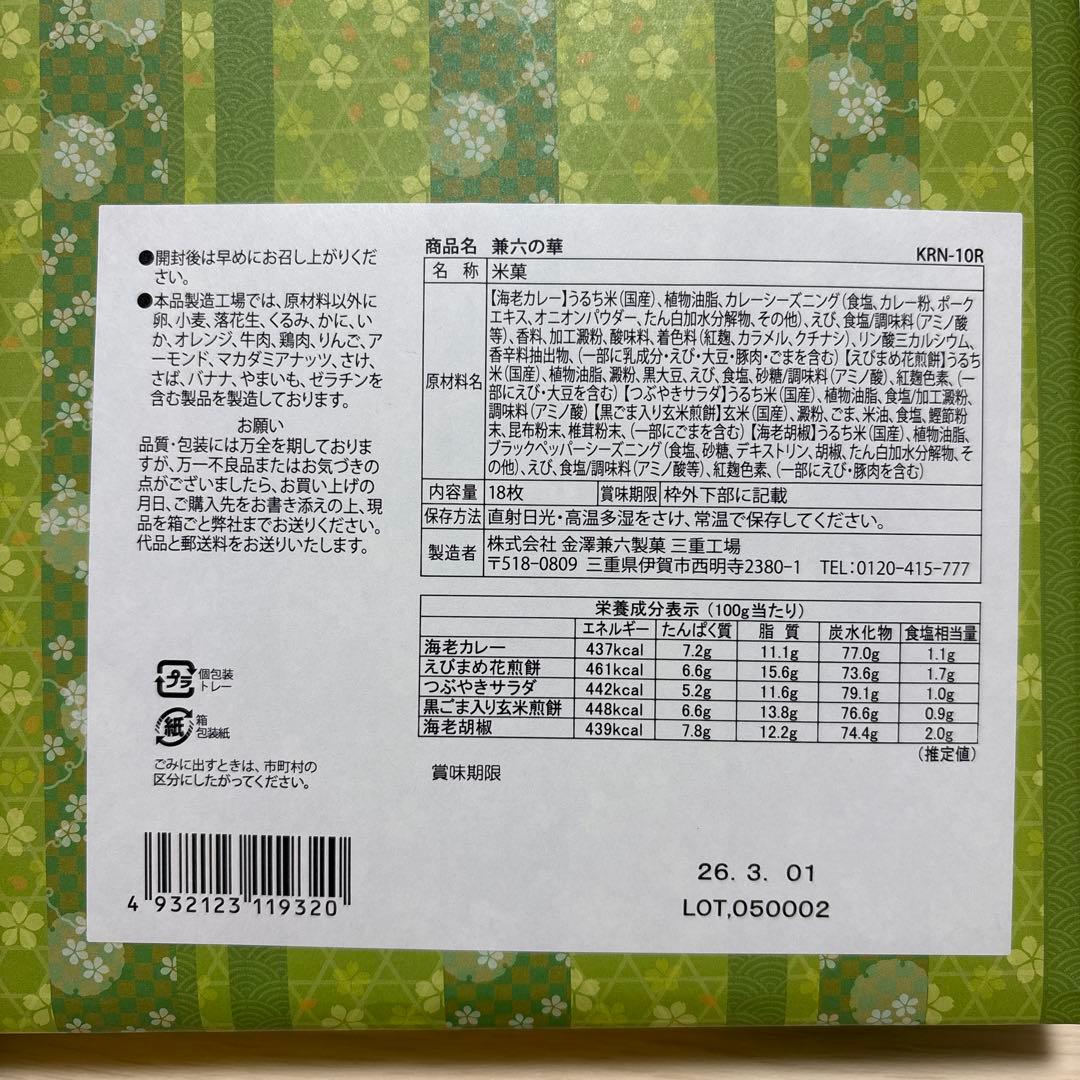 ●開封後は早めにお召し上がりくだ
さい。
●本品製造工場では、原材料以外に
卵、小麦、落花生、くるみ、かに、い
か、オレンジ、牛肉、鶏肉、りんご、ア
ーモンド、マカダミアナッツ、さけ、
さば、バナナ、やまいも、ゼラチンを
含む製品を製造しております。
お願い
品質・包装には万全を期しておりま
すが、万一不良品またはお気づきの
点がございましたら、お買い上げの
月日、ご購入先をお書き添えの上、現
品を箱ごと弊社までお送りください。
代品と郵送料をお送りいたします。
プラ 個包装
トレー
紙 箱
包装紙
ごみに出すときは、市町村の
区分にしたがってください。
4 932123 119320
商品名 兼六の華 KRN-10R
名 称 米菓
原材料名
【海老カレー】うるち米(国産)、植物油脂、カレーシーズニング(食塩、カレー粉、ポーク
エキス、オニオンパウダー、たん白加水分解物、その他)、えび、食塩/調味料(アミノ酸
等)、香料、加工澱粉、酸味料、着色料(紅麹、カラメル、クチナシ)、リン酸三カルシウム、
香辛料抽出物、(一部に乳成分・えび・大豆・豚肉・ごまを含む)【えびまめ花煎餅】うるち
米(国産)、植物油脂、澱粉、黒大豆、えび、食塩、砂糖/調味料(アミノ酸)、紅麹色素、(一
部にえび・大豆を含む)【つぶやきサラダ】うるち米(国産)、植物油脂、食塩/加工澱粉、
調味料(アミノ酸)【黒ごま入り玄米煎餅】玄米(国産)、澱粉、ごま、米油、食塩、鰹節粉
末、昆布粉末、椎茸粉末、(一部にごまを含む)【海老胡椒】うるち米(国産)、植物油脂、
ブラックペッパーシーズニング(食塩、砂糖、デキストリン、胡椒、たん白加水分解物、そ
の他)、えび、食塩/調味料(アミノ酸等)、紅麹色素、(一部にえび・豚肉を含む)
内容量 18枚 賞味期限 枠外下部に記載
保存方法 直射日光・高温多湿をさけ、常温で保存してください。
製造者 株式会社 金澤兼六製菓 三重工場
〒518-0809 三重県伊賀市西明寺2380-1 TEL:0120-415-777
栄養成分表示(100g当たり)
エネルギー たんぱく質 脂 質 炭水化物 食塩相当量
海老カレー 437kcal 7.2g 11.1g 77.0g 1.1g
えびまめ花煎餅 461kcal 6.6g 15.6g 73.6g 1.7g
つぶやきサラダ 442kcal 5.2g 11.6g 79.1g 1.0g
黒ごま入り玄米煎餅 448kcal 6.6g 13.8g 76.6g 0.9g
海老胡椒 439kcal 7.8g 12.2g 74.4g 2.0g
(推定値)
賞味期限
26. 3. 01
LOT,050002